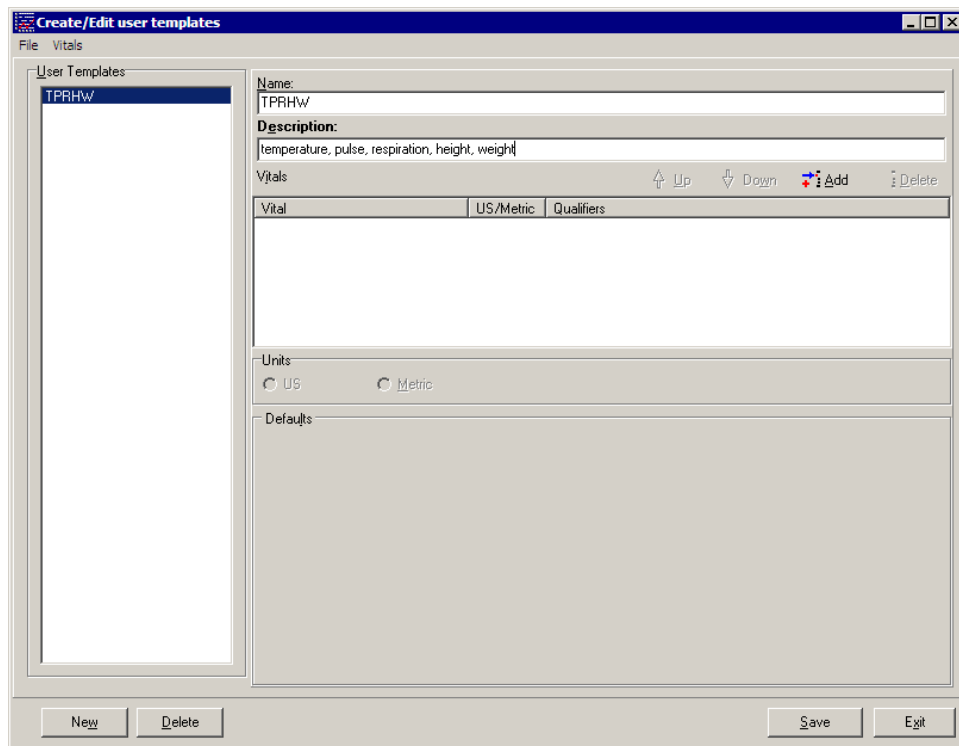 Create/Edit user templates
File Vitals
User Templates
TPRHW
Name:
TPRHW
Description:
temperature, pulse, respiration, height, weight
Vitals Up Down Add Delete
Vital US/Metric Qualifiers
Units
US Metric
Defaults
New Delete Save Exit